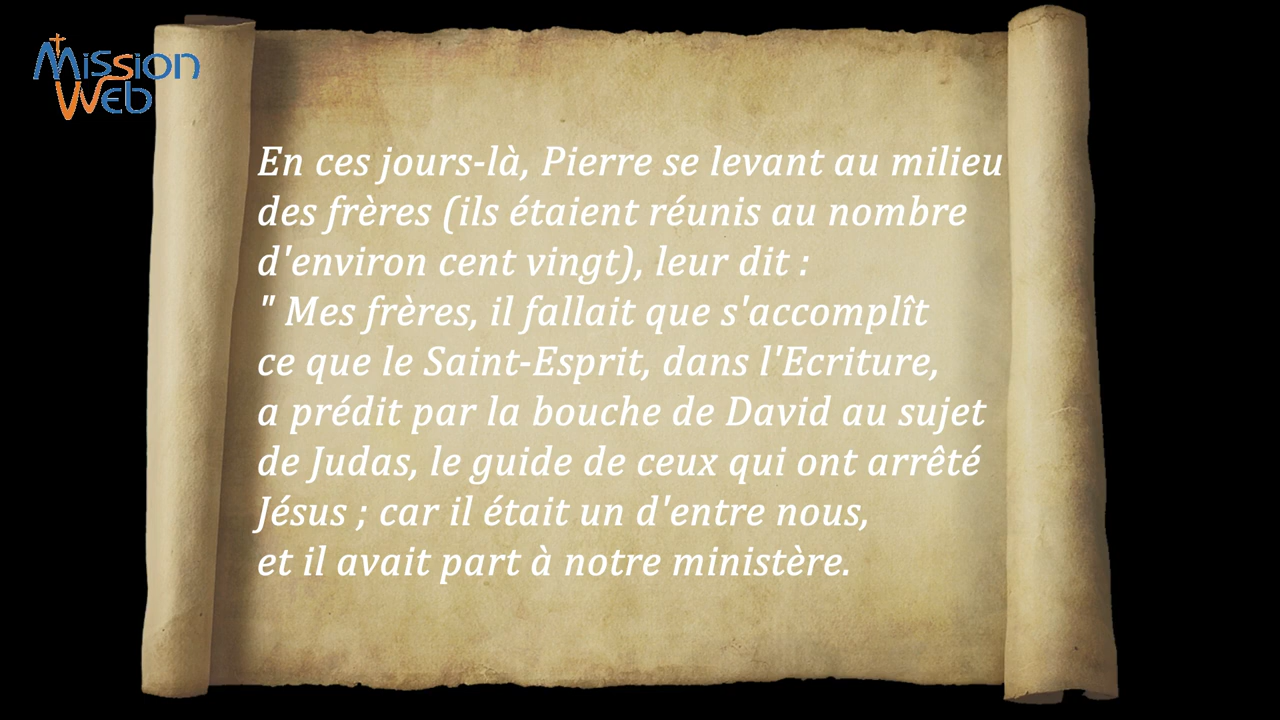 Mission
Web
En ces jours-là, Pierre se levant au milieu
des frères (ils étaient réunis au nombre
d'environ cent vingt), leur dit :
" Mes frères, il fallait que s'accomplît
ce que le Saint-Esprit, dans l'Ecriture,
a prédit par la bouche de David au sujet
de Judas, le guide de ceux qui ont arrêté
Jésus ; car il était un d'entre nous,
et il avait part à notre ministère.